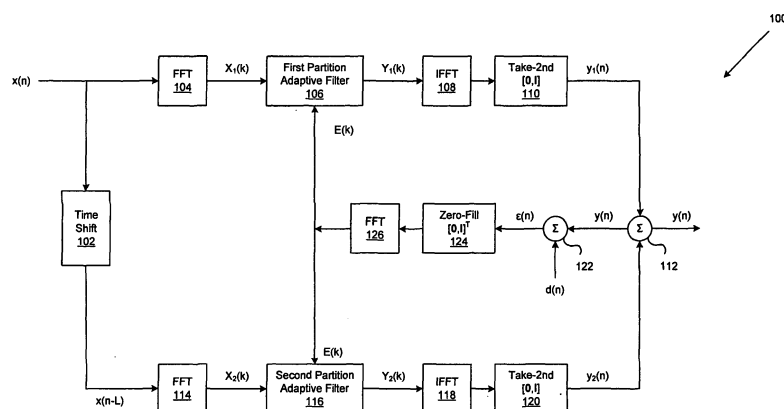 100
x(n)
FFT
104
X₁(k)
First Partition
Adaptive Filter
106
Y₁(k)
IFFT
108
Take-2nd
[0,I]
110
y₁(n)
E(k)
Time
Shift
102
FFT
126
Zero-Fill
[0,I]ᵀ
124
ε(n)
Σ
122
y(n)
Σ
112
y(n)
d(n)
E(k)
x(n-L)
FFT
114
X₂(k)
Second Partition
Adaptive Filter
116
Y₂(k)
IFFT
118
Take-2nd
[0,I]
120
y₂(n)